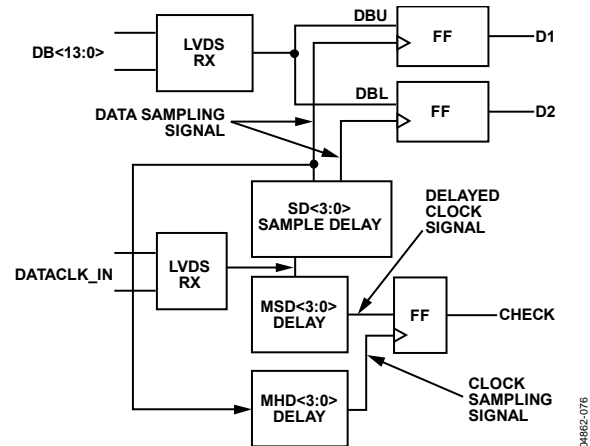 DB<13:0>
LVDS
RX
DBU
FF
D1
DBL
FF
D2
DATA SAMPLING
SIGNAL
SD<3:0>
SAMPLE DELAY
DELAYED
CLOCK
SIGNAL
DATACLK_IN
LVDS
RX
MSD<3:0>
DELAY
FF
CHECK
MHD<3:0>
DELAY
CLOCK
SAMPLING
SIGNAL
04862-076